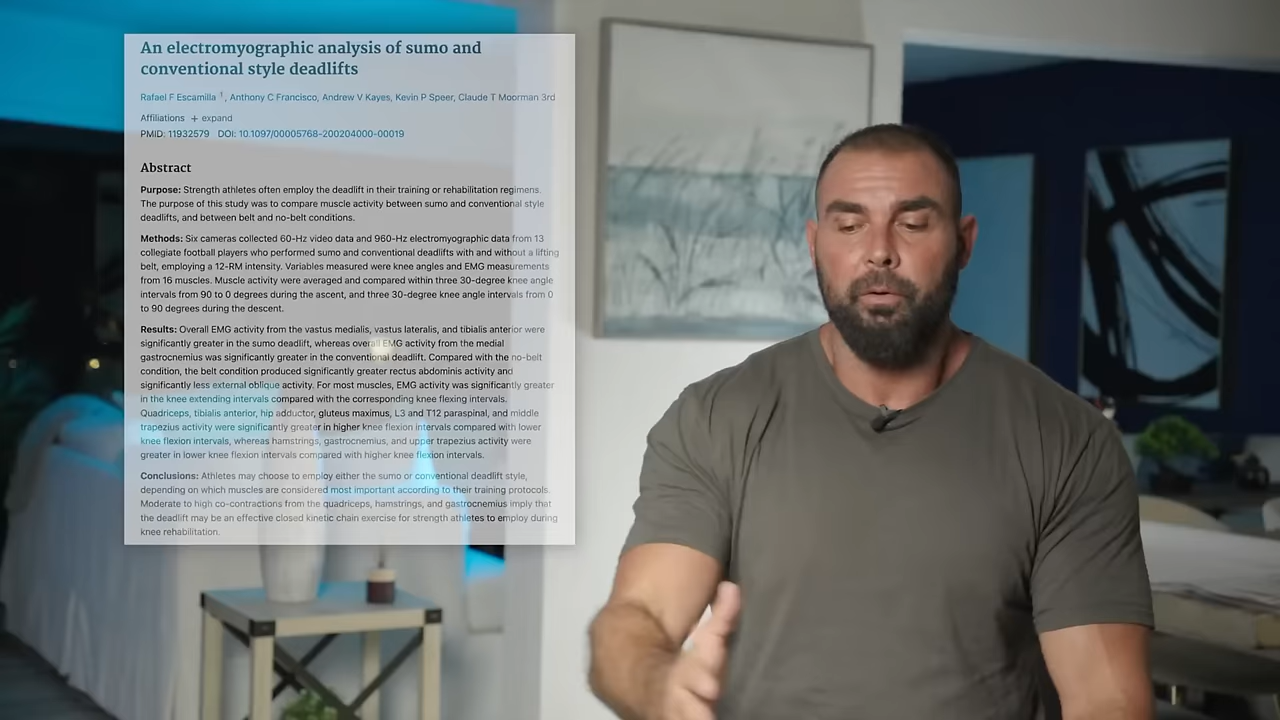 An electromyographic analysis of sumo and
conventional style deadlifts
Rafael F Escamilla 1, Anthony C Francisco, Andrew V Kayes, Kevin P Speer, Claude T Moorman 3rd
Affiliations + expand
PMID: 11932579 DOI: 10.1097/00005768-200204000-00019
Abstract
Purpose: Strength athletes often employ the deadlift in their training or rehabilitation regimens.
The purpose of this study was to compare muscle activity between sumo and conventional style
deadlifts, and between belt and no-belt conditions.
Methods: Six cameras collected 60-Hz video data and 960-Hz electromyographic data from 13
collegiate football players who performed sumo and conventional deadlifts with and without a lifting
belt, employing a 12-RM intensity. Variables measured were knee angles and EMG measurements
from 16 muscles. Muscle activity were averaged and compared within three 30-degree knee angle
intervals from 90 to 0 degrees during the ascent, and three 30-degree knee angle intervals from 0
to 90 degrees during the descent.
Results: Overall EMG activity from the vastus medialis, vastus lateralis, and tibialis anterior were
significantly greater in the sumo deadlift, whereas overall EMG activity from the medial
gastrocnemius was significantly greater in the conventional deadlift. Compared with the no-belt
condition, the belt condition produced significantly greater rectus abdominis activity and
significantly less external oblique activity. For most muscles, EMG activity was significantly greater
in the knee extending intervals compared with the corresponding knee flexing intervals.
Quadriceps, tibialis anterior, hip adductor, gluteus maximus, L3 and T12 paraspinal, and middle
trapezius activity were significantly greater in higher knee flexion intervals compared with lower
knee flexion intervals, whereas hamstrings, gastrocnemius, and upper trapezius activity were
greater in lower knee flexion intervals compared with higher knee flexion intervals.
Conclusions: Athletes may choose to employ either the sumo or conventional deadlift style,
depending on which muscles are considered most important according to their training protocols.
Moderate to high co-contractions from the quadriceps, hamstrings, and gastrocnemius imply that
the deadlift may be an effective closed kinetic chain exercise for strength athletes to employ during
knee rehabilitation.